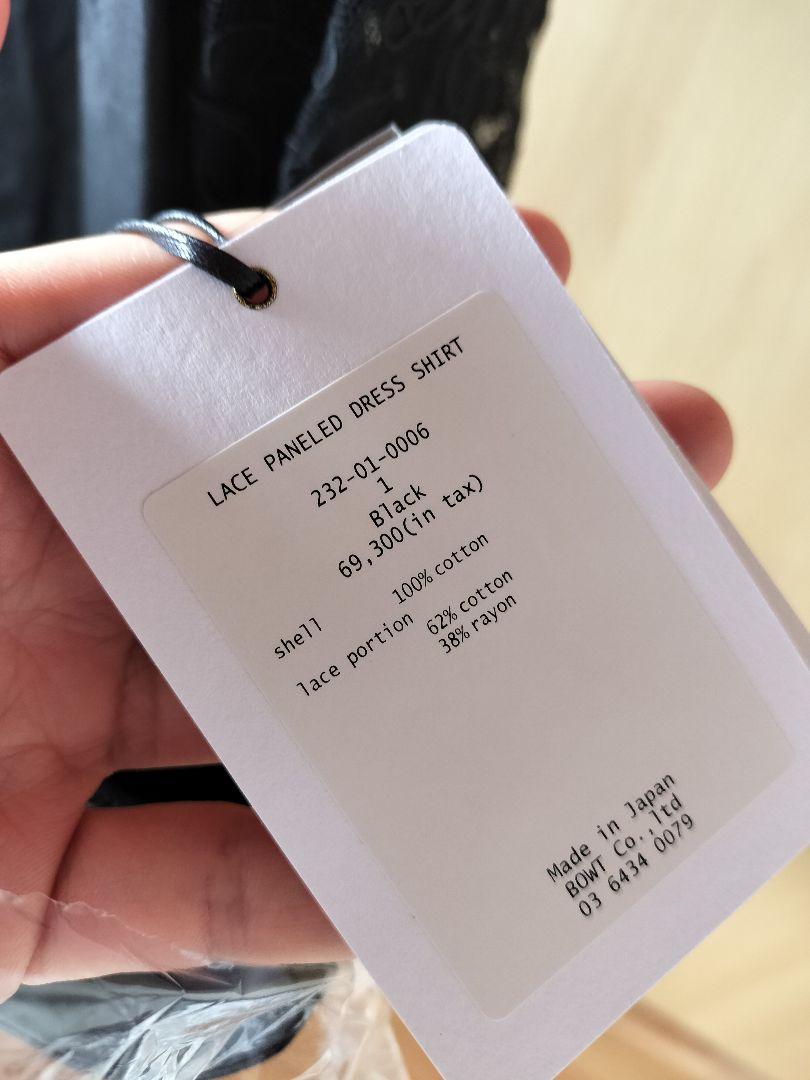 LACE PANELED DRESS SHIRT
232-01-0006
1
Black
69,300(in tax)
shell 100% cotton
lace portion 62% cotton
38% rayon
Made in Japan
BOWT Co.,ltd
03 6434 0079